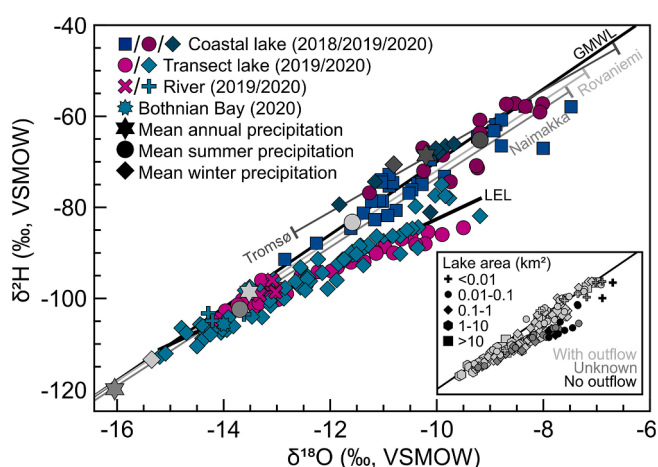 / / Coastal lake (2018/2019/2020)
/ Transect lake (2019/2020)
/ River (2019/2020)
Bothnian Bay (2020)
Mean annual precipitation
Mean summer precipitation
Mean winter precipitation
GMWL
Rovaniemi
Naimakka
Tromsø
LEL
-40
-60
-80
-100
-120
δ²H (‰, VSMOW)
Lake area (km²)
<0.01
0.01-0.1
0.1-1
1-10
>10
With outflow
Unknown
No outflow
-16 -14 -12 -10 -8 -6
δ¹⁸O (‰, VSMOW)